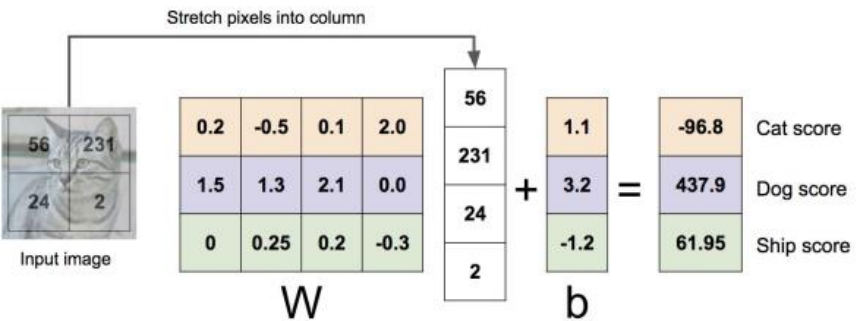 Stretch pixels into column
56 231
24 2
Input image
0.2 -0.5 0.1 2.0
1.5 1.3 2.1 0.0
0 0.25 0.2 -0.3
W
56
231
24
2
+
1.1
3.2
-1.2
b
=
-96.8 Cat score
437.9 Dog score
61.95 Ship score